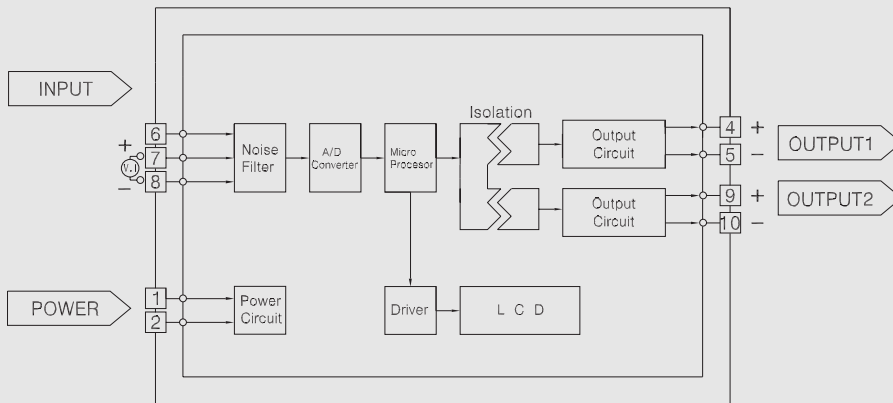 INPUT
6
+
7
V.I
−
8
Noise
Filter
A/D
Converter
Micro
Procesor
Isolation
Output
Circuit
4 +
5 −
OUTPUT1
Output
Circuit
9 +
10 −
OUTPUT2
POWER
1
2
Power
Circuit
Driver
L C D